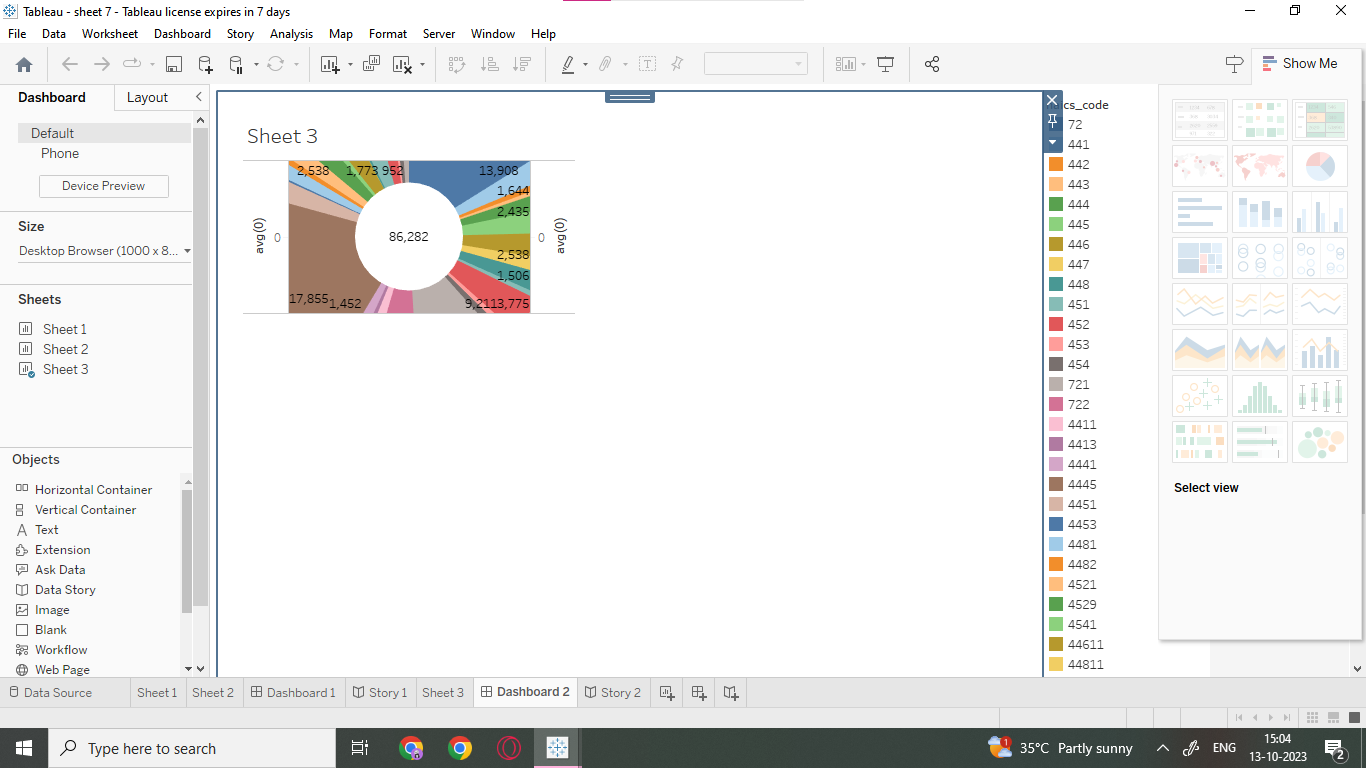 Tableau - sheet 7 - Tableau license expires in 7 days
File Data Worksheet Dashboard Story Analysis Map Format Server Window Help
Show Me
Dashboard Layout
Default
Phone
Device Preview
Size
Desktop Browser (1000 x 8...
Sheets
Sheet 1
Sheet 2
Sheet 3
Objects
Horizontal Container
Vertical Container
Text
Extension
Ask Data
Data Story
Image
Blank
Workflow
Web Page
Sheet 3
2,538 1,773 952 13,908
1,644
2,435
avg(0) 0 86,282 0 avg(0)
2,538
1,506
17,855 1,452 9,211 3,775
72
441
442
443
444
445
446
447
448
451
452
453
454
721
722
4411
4413
4441
4445
4451
4453
4481
4482
4521
4529
4541
44611
44811
Select view
Data Source Sheet 1 Sheet 2 Dashboard 1 Story 1 Sheet 3 Dashboard 2 Story 2
Type here to search
1
35°C Partly sunny
ENG
15:04
13-10-2023
2